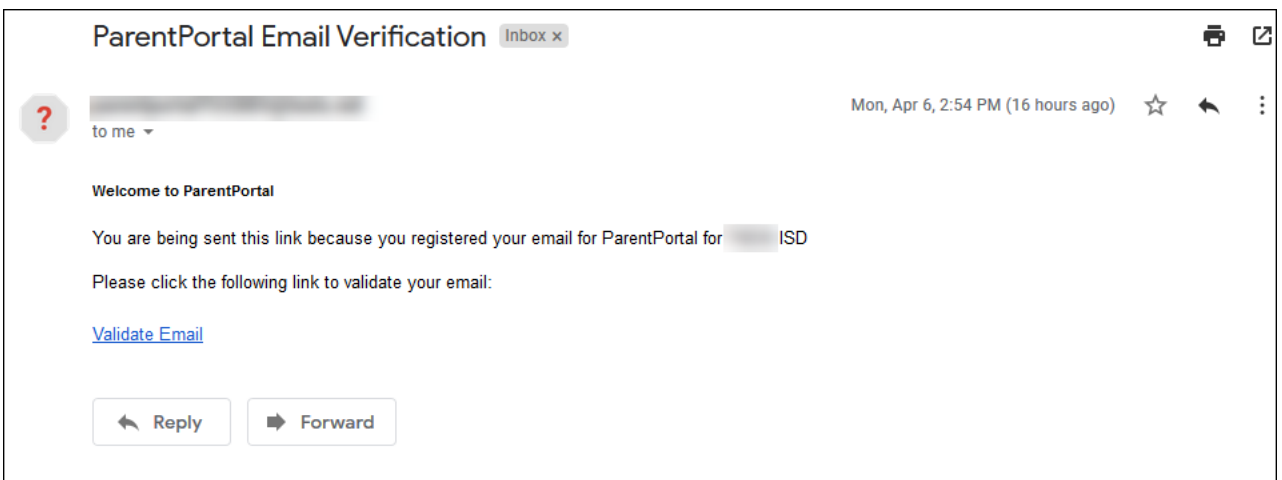 ParentPortal Email Verification Inbox x
?
Mon, Apr 6, 2:54 PM (16 hours ago)
to me
Welcome to ParentPortal
You are being sent this link because you registered your email for ParentPortal for ISD
Please click the following link to validate your email:
Validate Email
Reply Forward